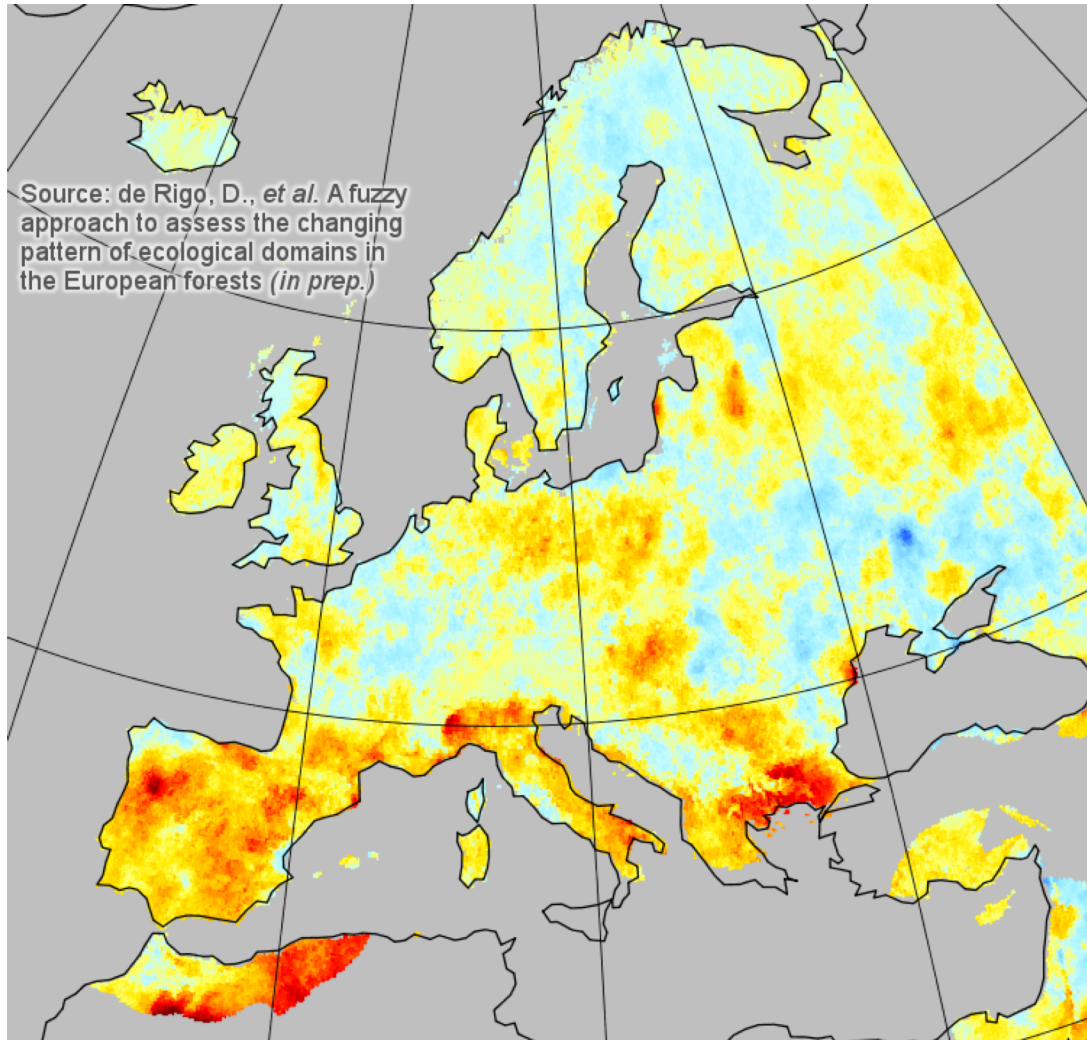 Source: de Rigo, D., et al. A fuzzy
approach to assess the changing
pattern of ecological domains in
the European forests (in prep.)